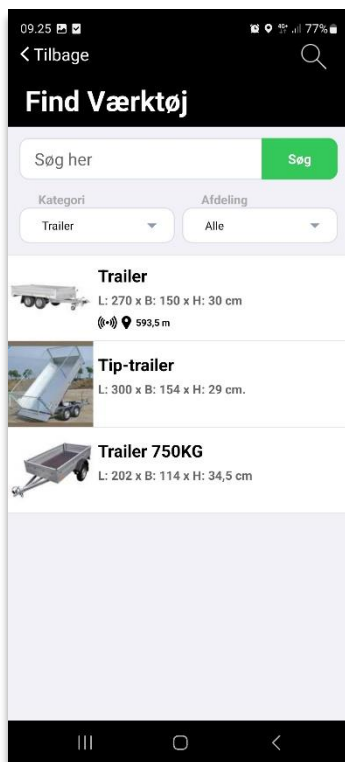 09.25 77%
Tilbage
Find Værktøj
Søg her Søg
Kategori Afdeling
Trailer Alle
Trailer
L: 270 x B: 150 x H: 30 cm
593,5 m
Tip-trailer
L: 300 x B: 154 x H: 29 cm.
Trailer 750KG
L: 202 x B: 114 x H: 34,5 cm